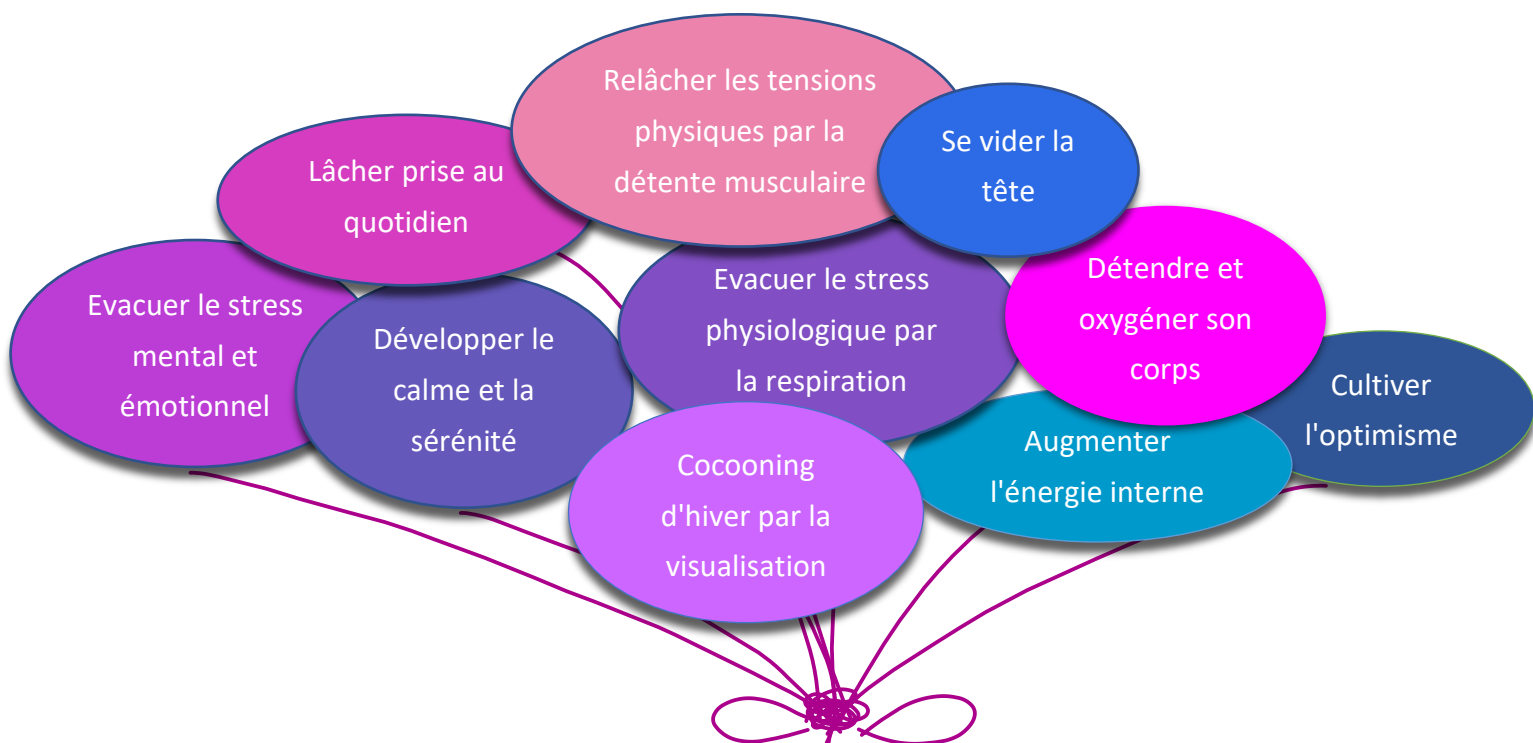 Relâcher les tensions
physiques par la
détente musculaire
Se vider la
tête
Lâcher prise au
quotidien
Evacuer le stress
mental et
émotionnel
Développer le
calme et la
sérénité
Evacuer le stress
physiologique par
la respiration
Détendre et
oxygéner son
corps
Cultiver
l'optimisme
Augmenter
l'énergie interne
Cocooning
d'hiver par la
visualisation